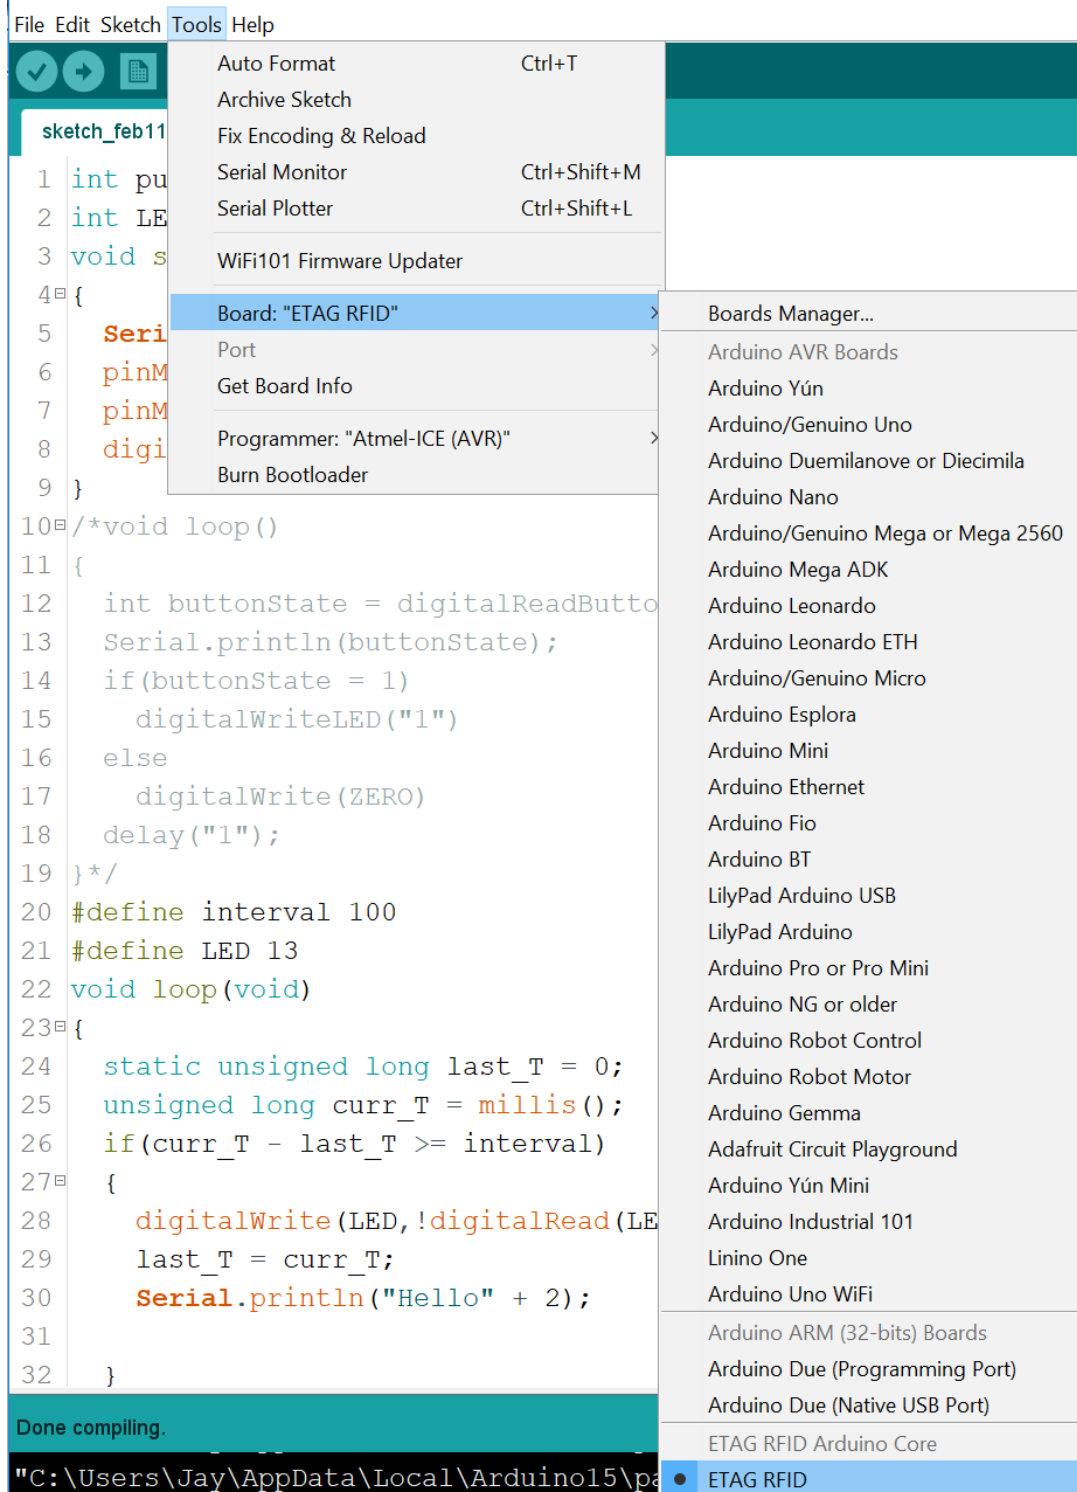 File Edit Sketch Tools Help
Auto Format Ctrl+T
Archive Sketch
Fix Encoding & Reload
Serial Monitor Ctrl+Shift+M
Serial Plotter Ctrl+Shift+L
WiFi101 Firmware Updater
Board: "ETAG RFID"
Port
Get Board Info
Programmer: "Atmel-ICE (AVR)"
Burn Bootloader
Boards Manager...
Arduino AVR Boards
Arduino Yún
Arduino/Genuino Uno
Arduino Duemilanove or Diecimila
Arduino Nano
Arduino/Genuino Mega or Mega 2560
Arduino Mega ADK
Arduino Leonardo
Arduino Leonardo ETH
Arduino/Genuino Micro
Arduino Esplora
Arduino Mini
Arduino Ethernet
Arduino Fio
Arduino BT
LilyPad Arduino USB
LilyPad Arduino
Arduino Pro or Pro Mini
Arduino NG or older
Arduino Robot Control
Arduino Robot Motor
Arduino Gemma
Adafruit Circuit Playground
Arduino Yún Mini
Arduino Industrial 101
Linino One
Arduino Uno WiFi
Arduino ARM (32-bits) Boards
Arduino Due (Programming Port)
Arduino Due (Native USB Port)
ETAG RFID Arduino Core
ETAG RFID
sketch_feb11
1 int pu
2 int LE
3 void s
4 {
5 Seri
6 pinM
7 pinM
8 digi
9 }
10 /*void loop()
11 {
12 int buttonState = digitalReadButto
13 Serial.println(buttonState);
14 if(buttonState = 1)
15 digitalWriteLED("1")
16 else
17 digitalWrite(ZERO)
18 delay("1");
19 }*/
20 #define interval 100
21 #define LED 13
22 void loop(void)
23 {
24 static unsigned long last_T = 0;
25 unsigned long curr_T = millis();
26 if(curr_T - last_T >= interval)
27 {
28 digitalWrite(LED,!digitalRead(LE
29 last_T = curr_T;
30 Serial.println("Hello" + 2);
31
32 }
Done compiling.
"C:\Users\Jay\AppData\Local\Arduino15\pa